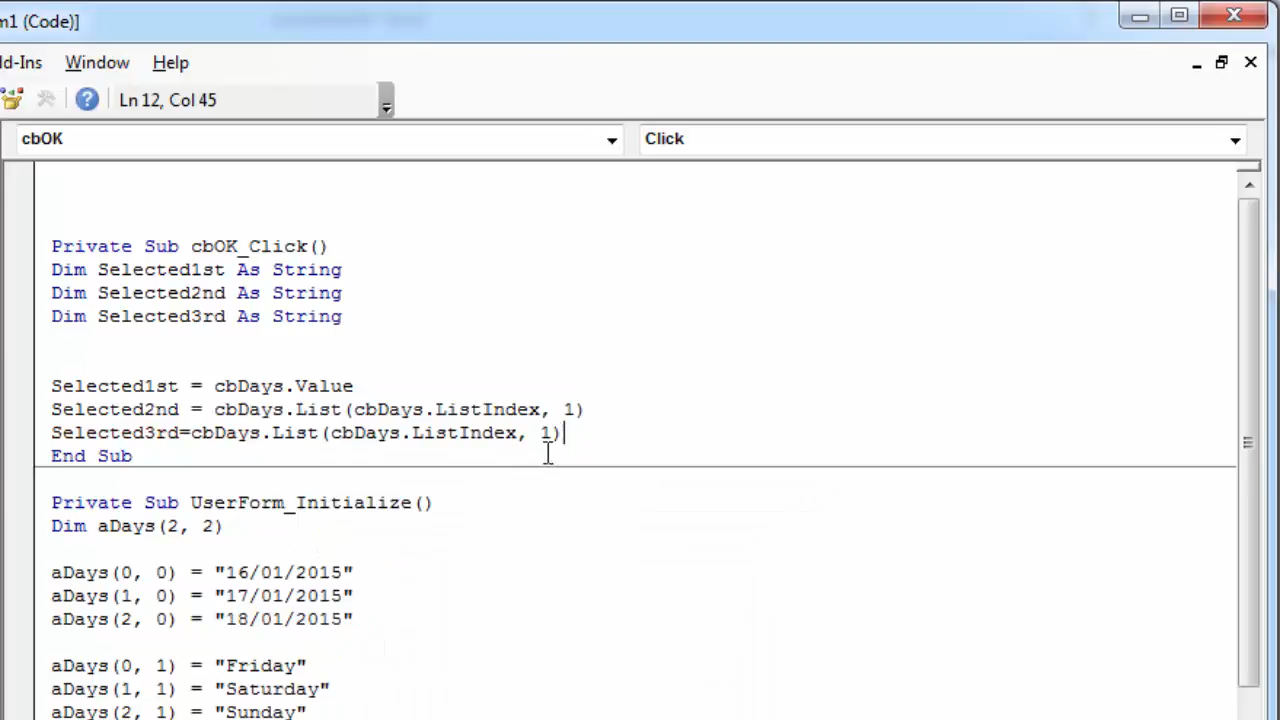 m1 (Code)]
ld-Ins Window Help
Ln 12, Col 45
cbOK Click
Private Sub cbOK_Click()
Dim Selected1st As String
Dim Selected2nd As String
Dim Selected3rd As String
Selected1st = cbDays.Value
Selected2nd = cbDays.List(cbDays.ListIndex, 1)
Selected3rd=cbDays.List(cbDays.ListIndex, 1)
End Sub
Private Sub UserForm_Initialize()
Dim aDays(2, 2)
aDays(0, 0) = "16/01/2015"
aDays(1, 0) = "17/01/2015"
aDays(2, 0) = "18/01/2015"
aDays(0, 1) = "Friday"
aDays(1, 1) = "Saturday"
aDays(2, 1) = "Sunday"